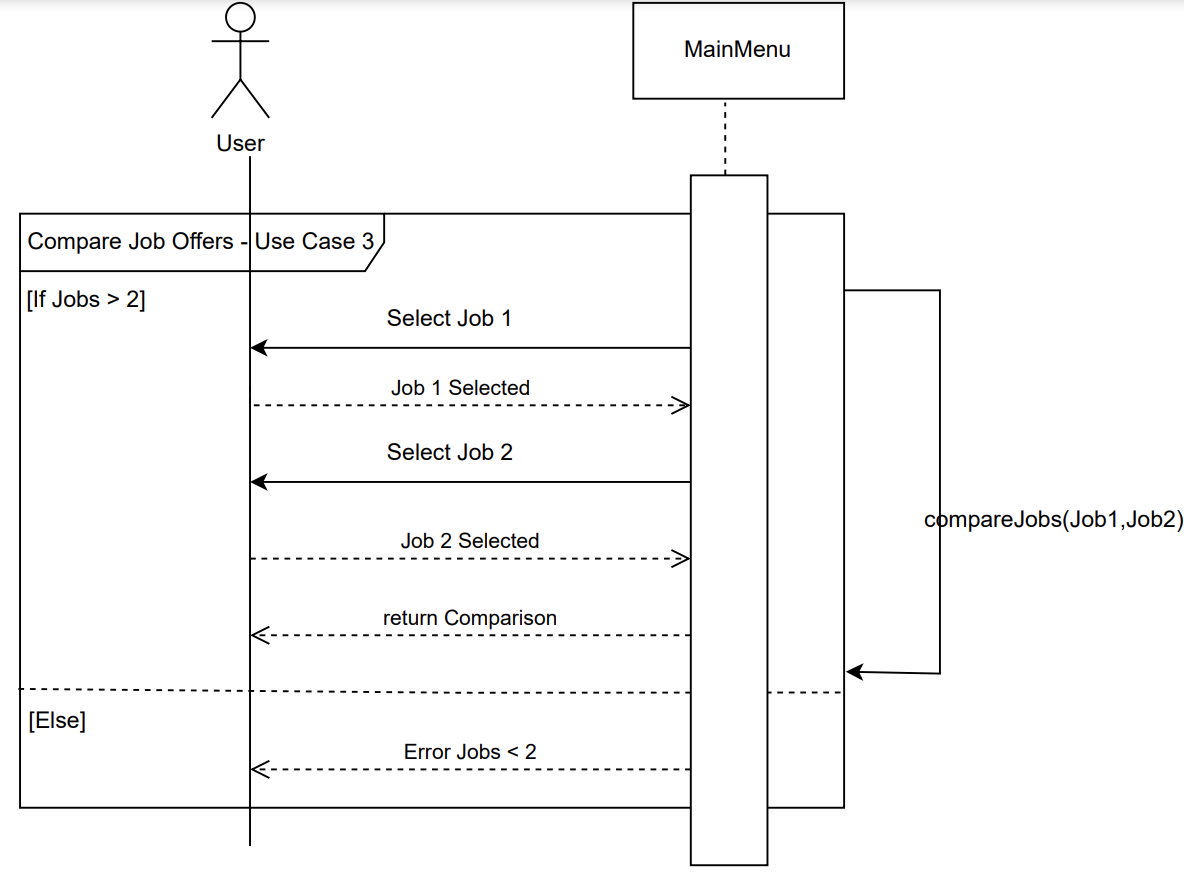 MainMenu
User
Compare Job Offers - Use Case 3
[If Jobs > 2]
Select Job 1
Job 1 Selected
Select Job 2
compareJobs(Job1,Job2)
Job 2 Selected
return Comparison
[Else]
Error Jobs < 2